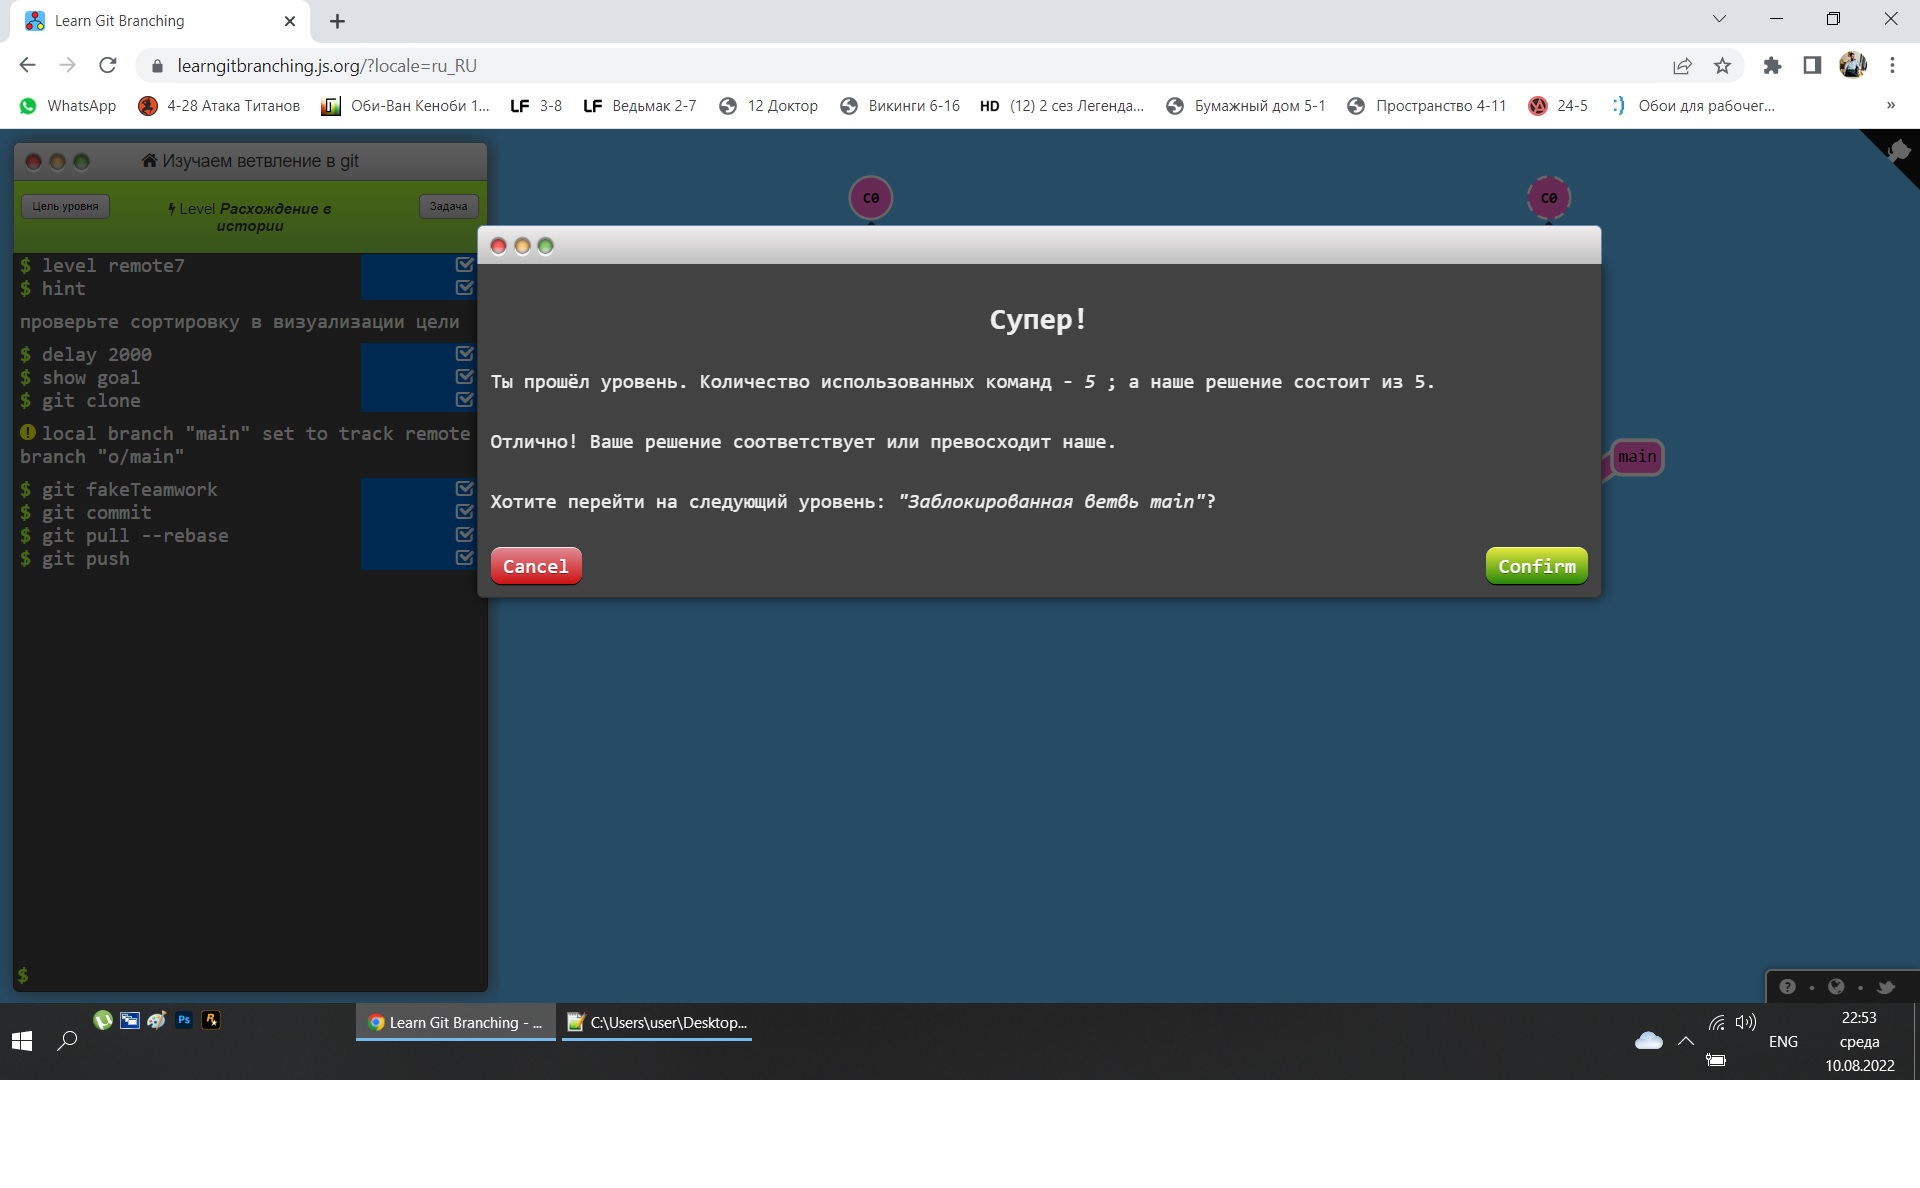 Learn Git Branching
learngitbranching.js.org/?locale=ru_RU
WhatsApp
4-28 Атака Титанов
Оби-Ван Кеноби 1...
LF 3-8
LF Ведьмак 2-7
12 Доктор
Викинги 6-16
HD (12) 2 сез Легенда...
Бумажный дом 5-1
Пространство 4-11
24-5
:) Обои для рабочег...
»
Изучаем ветвление в git
Цель уровня
Level Расхождение в
истории
Задача
$ level remote7
$ hint
проверьте сортировку в визуализации цели
$ delay 2000
$ show goal
$ git clone
local branch "main" set to track remote
branch "o/main"
$ git fakeTeamwork
$ git commit
$ git pull --rebase
$ git push
$
C0
C0
main
Супер!
Ты прошёл уровень. Количество использованных команд - 5 ; а наше решение состоит из 5.
Отлично! Ваше решение соответствует или превосходит наше.
Хотите перейти на следующий уровень: "Заблокированная ветвь main"?
Cancel
Confirm
Ps
Learn Git Branching - ...
C:\Users\user\Desktop...
ENG
22:53
среда
10.08.2022